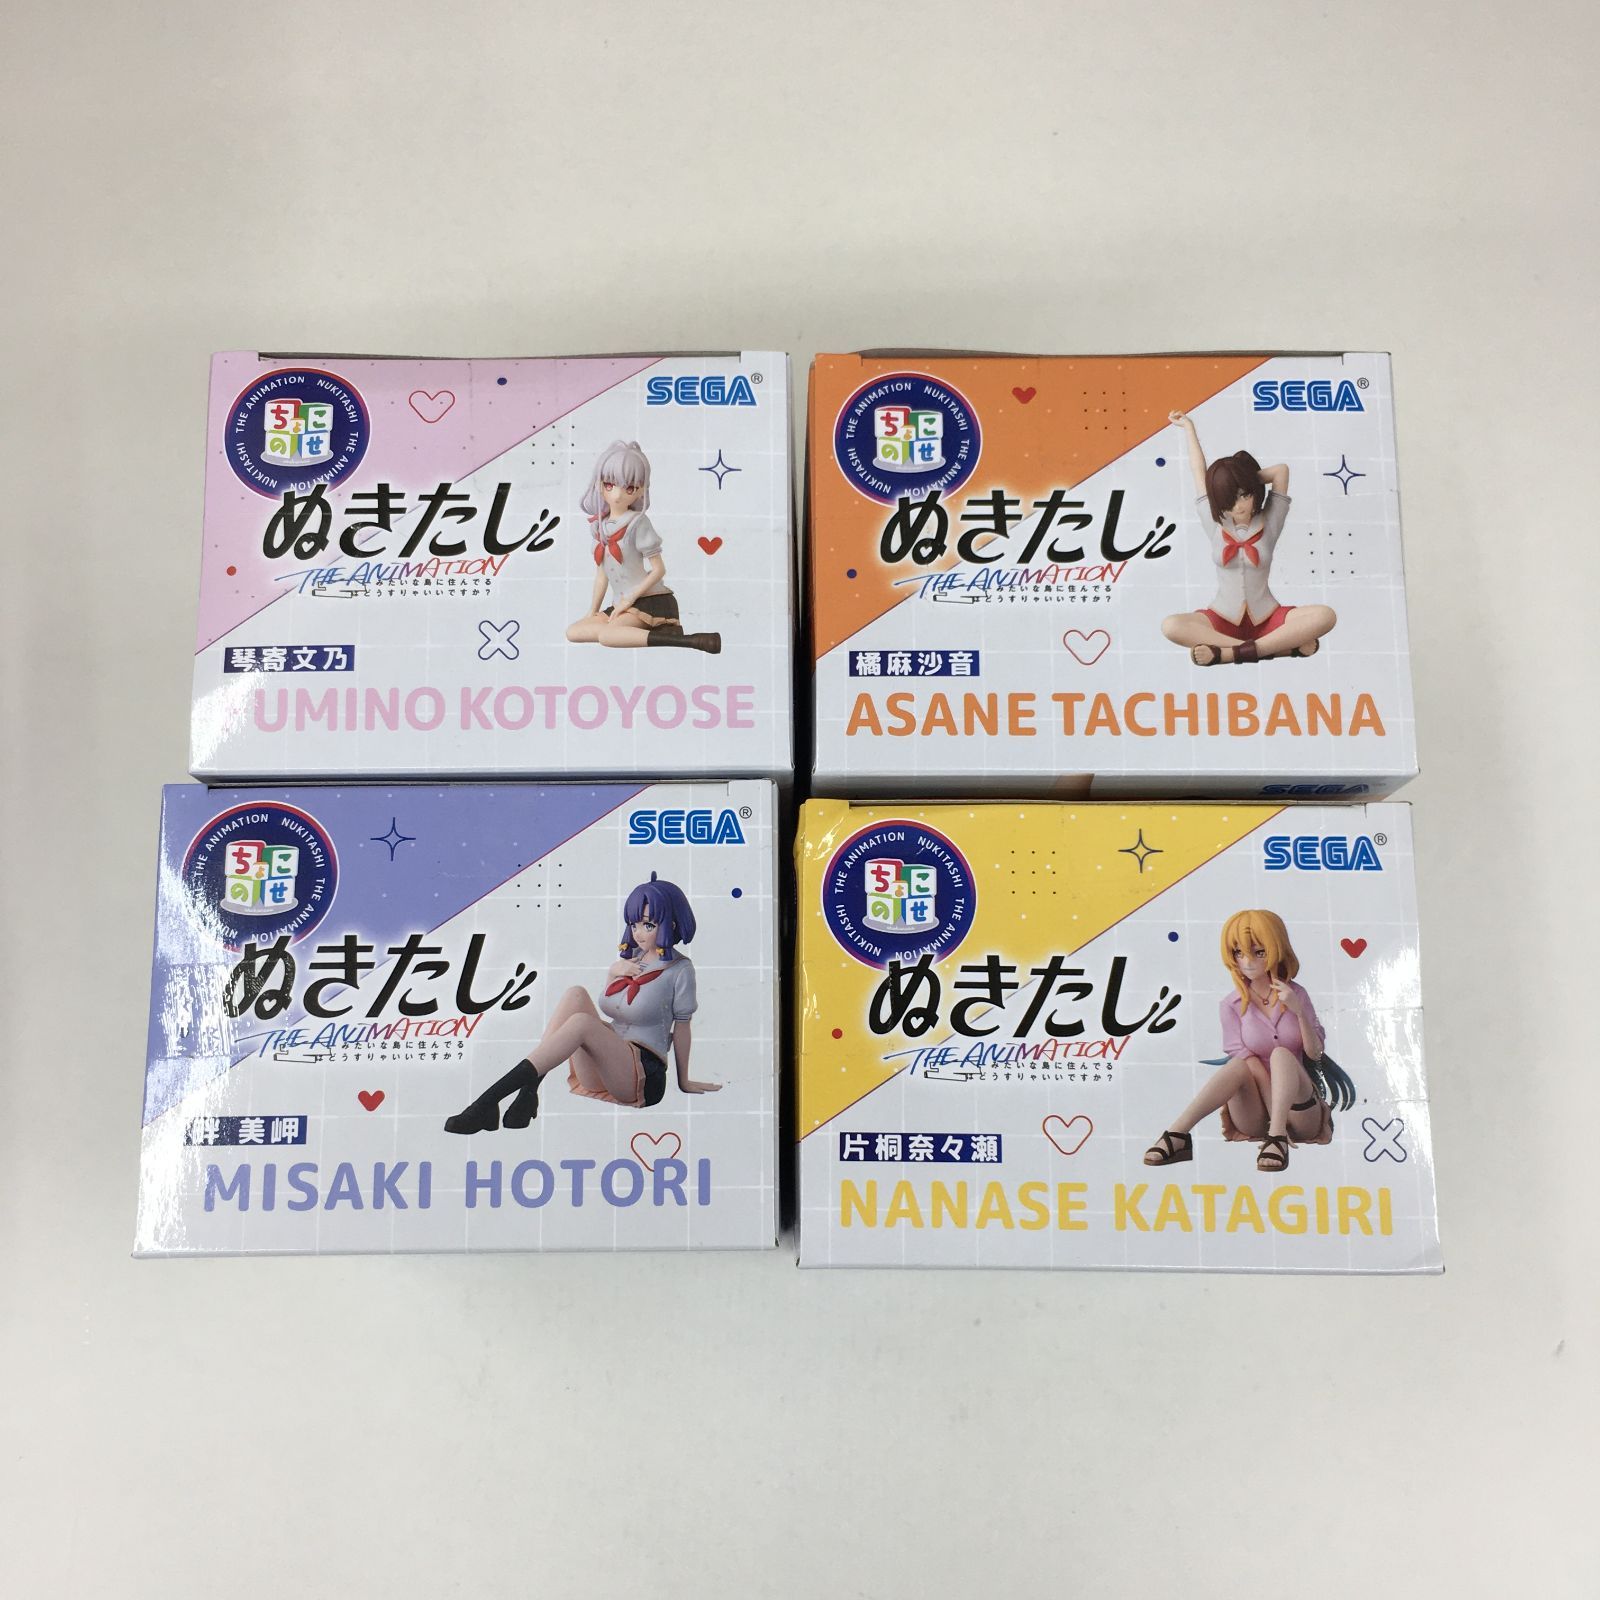 NUKITASHI THE ANIMATION NUKITASHI THE ANIMATION
ちょこ
のせ
SEGA®
ぬきたし
THE ANIMATION
みたいな島に住んでる
はどうすりゃいいですか?
琴寄文乃
UMINO KOTOYOSE
NUKITASHI THE ANIMATION NUKITASHI THE ANIMATION
ちょこ
のせ
SEGA®
ぬきたし
THE ANIMATION
みたいな島に住んでる
はどうすりゃいいですか?
橘麻沙音
ASANE TACHIBANA
SEGA
NUKITASHI THE ANIMATION NUKITASHI THE ANIMATION
ちょこ
のせ
SEGA®
ぬきたし
THE ANIMATION
みたいな島に住んでる
はどうすりゃいいですか?
畔 美岬
MISAKI HOTORI
NUKITASHI THE ANIMATION NUKITASHI THE ANIMATION
ちょこ
のせ
SEGA®
ぬきたし
THE ANIMATION
みたいな島に住んでる
はどうすりゃいいですか?
片桐奈々瀬
NANASE KATAGIRI